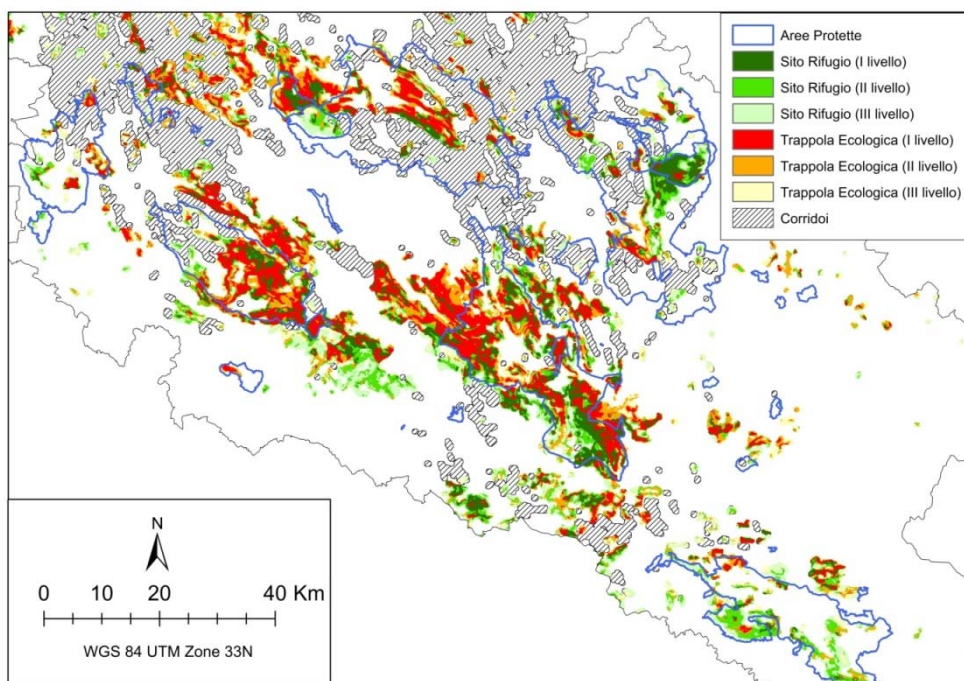 Aree Protette
Sito Rifugio (I livello)
Sito Rifugio (II livello)
Sito Rifugio (III livello)
Trappola Ecologica (I livello)
Trappola Ecologica (II livello)
Trappola Ecologica (III livello)
Corridoi
N
0 10 20 40 Km
WGS 84 UTM Zone 33N